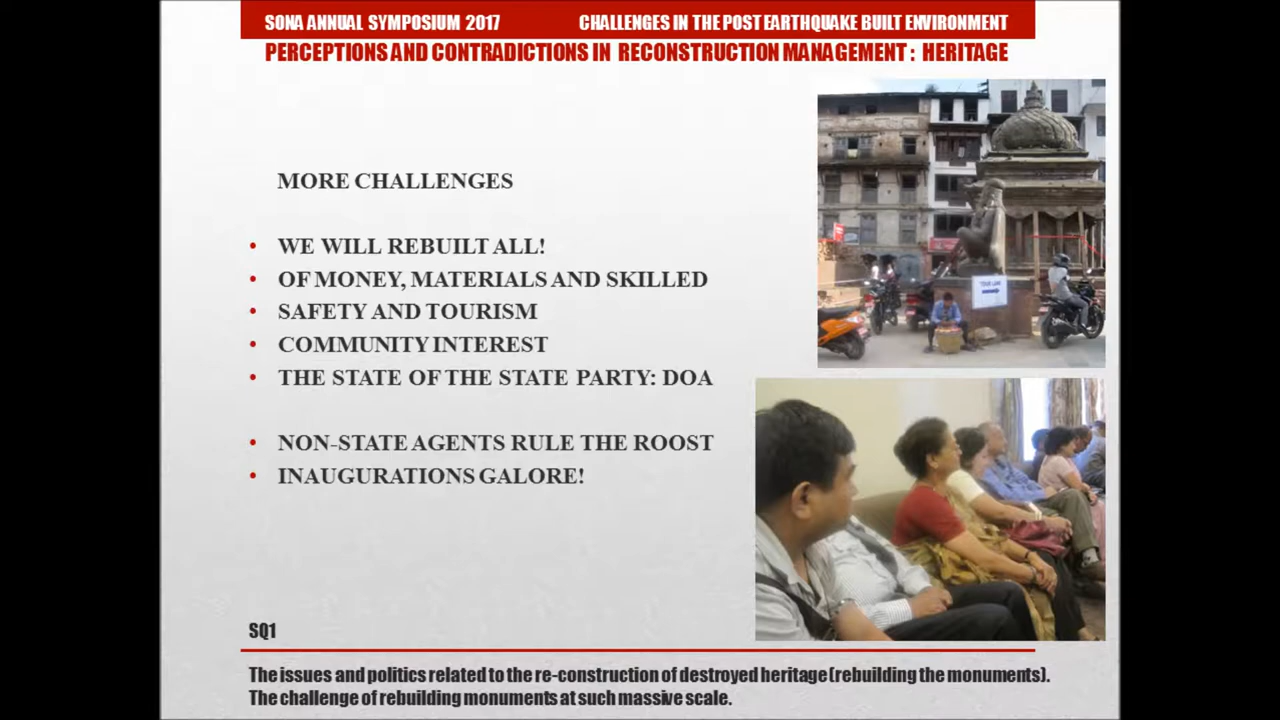 SONA ANNUAL SYMPOSIUM 2017 CHALLENGES IN THE POST EARTHQUAKE BUILT ENVIRONMENT
PERCEPTIONS AND CONTRADICTIONS IN RECONSTRUCTION MANAGEMENT : HERITAGE
MORE CHALLENGES
• WE WILL REBUILT ALL!
• OF MONEY, MATERIALS AND SKILLED
• SAFETY AND TOURISM
• COMMUNITY INTEREST
• THE STATE OF THE STATE PARTY: DOA
• NON-STATE AGENTS RULE THE ROOST
• INAUGURATIONS GALORE!
SQ1
The issues and politics related to the re-construction of destroyed heritage (rebuilding the monuments).
The challenge of rebuilding monuments at such massive scale.